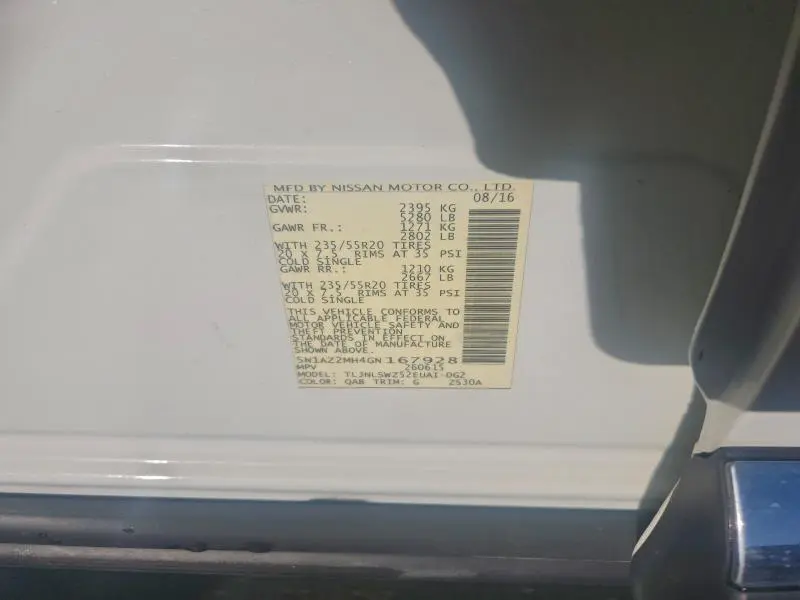 MFD BY NISSAN MOTOR CO., LTD.
DATE: 08/16
GVWR: 2395 KG
5280 LB
GAWR FR.: 1271 KG
2802 LB
WITH 235/55R20 TIRES
20 X 7.5 RIMS AT 35 PSI
COLD SINGLE
GAWR RR.: 1210 KG
2667 LB
WITH 235/55R20 TIRES
20 X 7.5 RIMS AT 35 PSI
COLD SINGLE
THIS VEHICLE CONFORMS TO
ALL APPLICABLE FEDERAL
MOTOR VEHICLE SAFETY AND
THEFT PREVENTION
STANDARDS IN EFFECT ON
THE DATE OF MANUFACTURE
SHOWN ABOVE.
5N1AZ2MH4GN167928
MPV 260615
MODEL: TLJNLSWZ52EUAI-DG2
COLOR: QAB TRIM: G 2530A